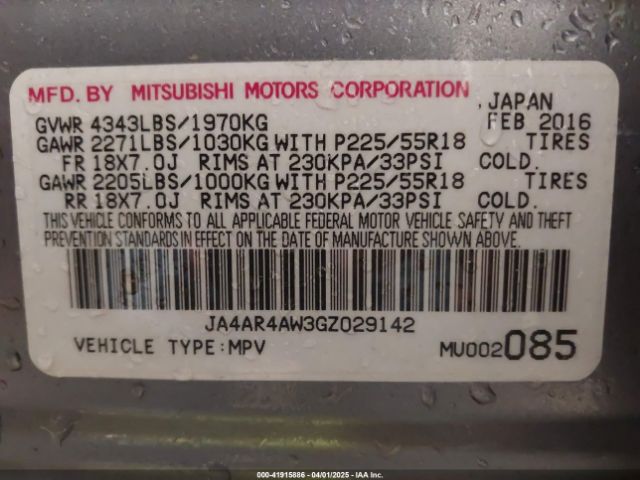 MFD. BY MITSUBISHI MOTORS CORPORATION , JAPAN
GVWR 4343LBS/1970KG FEB 2016
GAWR 2271LBS/1030KG WITH P225/55R18 TIRES
FR 18X7.0J RIMS AT 230KPA/33PSI COLD.
GAWR 2205LBS/1000KG WITH P225/55R18 TIRES
RR 18X7.0J RIMS AT 230KPA/33PSI COLD.
THIS VEHICLE CONFORMS TO ALL APPLICABLE FEDERAL MOTOR VEHICLE SAFETY AND THEFT
PREVENTION STANDARDS IN EFFECT ON THE DATE OF MANUFACTURE SHOWN ABOVE.
JA4AR4AW3GZ029142
VEHICLE TYPE:MPV MU002085
000-41915886 - 04/01/2025 - IAA Inc.